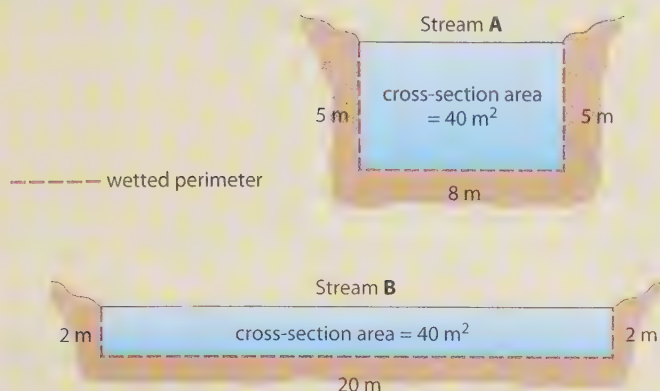 Stream A
cross-section area
= 40 m²
5 m
5 m
wetted perimeter
8 m
Stream B
2 m
cross-section area = 40 m²
2 m
20 m